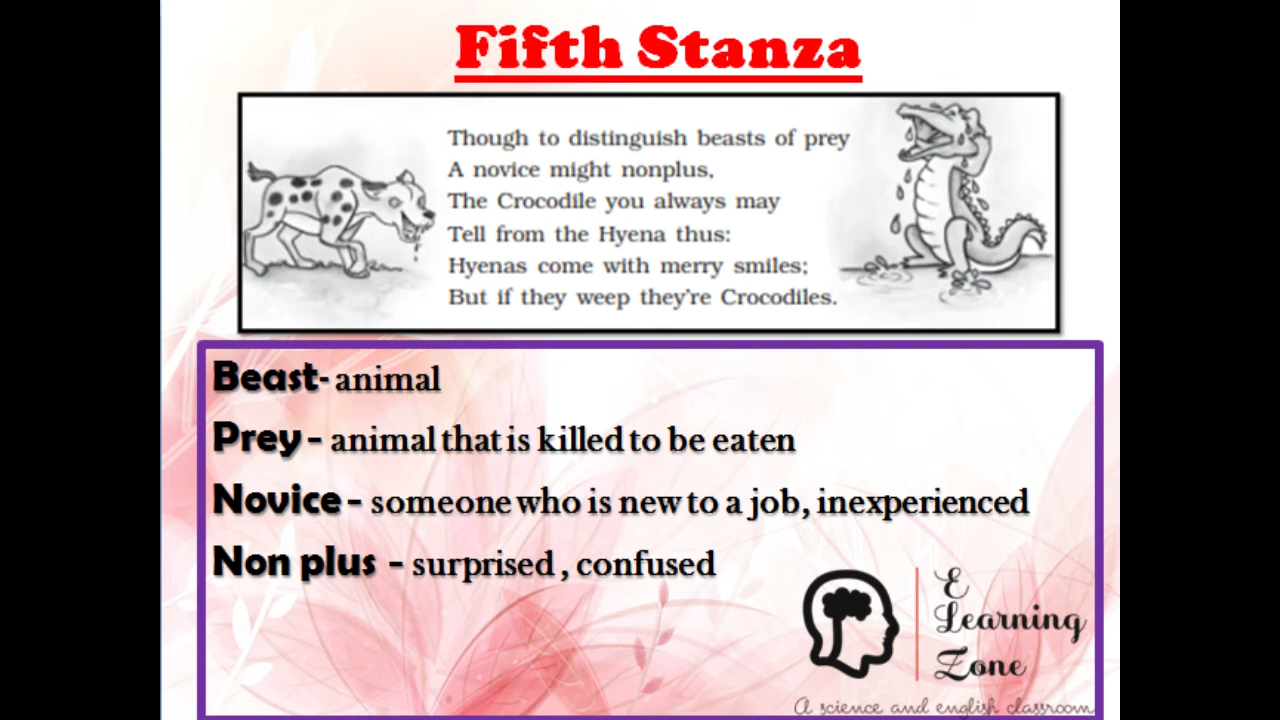 Fifth Stanza
Though to distinguish beasts of prey
A novice might nonplus,
The Crocodile you always may
Tell from the Hyena thus:
Hyenas come with merry smiles;
But if they weep they're Crocodiles.
Beast- animal
Prey - animal that is killed to be eaten
Novice - someone who is new to a job, inexperienced
Non plus - surprised , confused
E
Learning
Zone
A science and english classroom